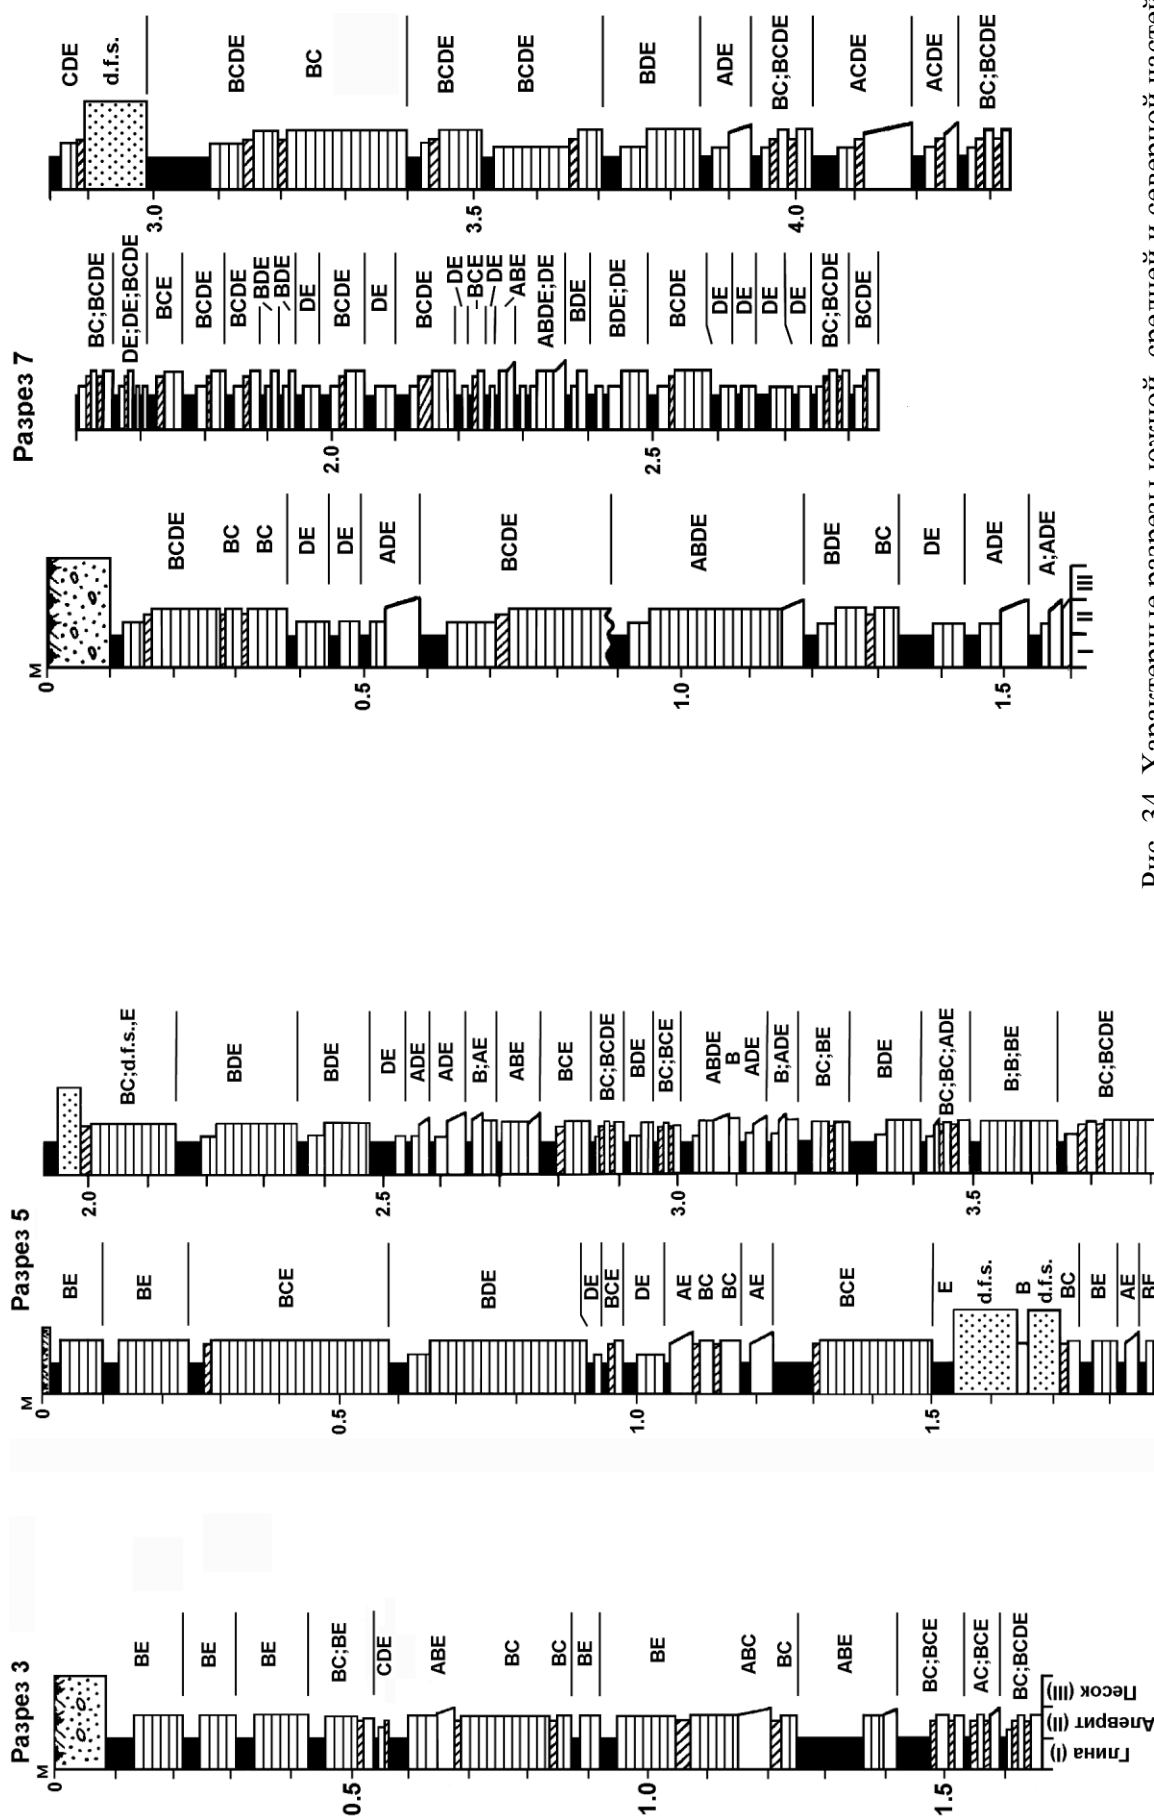 Разрез 3
м
0
0.5
1.0
1.5
BE
BE
BE
BC;BE
CDE
ABE
BC
BC
BE
BE
ABC
BC
ABE
BC;BCE
AC;BCE
BC;BCDE
Глина (I)
Алеврит (II)
Песок (III)
Разрез 5
м
0
0.5
1.0
1.5
BE
BE
BCE
BDE
DE
BCE
DE
AE
BC
BC
AE
BCE
E
d.f.s.
B
d.f.s.
BC
BE
AE
BE
2.0
2.5
3.0
3.5
BC;d.f.s.,E
BDE
BDE
DE
ADE
ADE
B;AE
ABE
BCE
BC;BCDE
BDE
BC;BCE
ABDE
B
ADE
B;ADE
BC;BE
BDE
BC;BC;ADE
B;B;BE
BC;BCDE
Разрез 7
м
0
0.5
1.0
1.5
BCDE
BC
BC
DE
DE
ADE
BCDE
ABDE
BDE
BC
DE
ADE
A;ADE
I
II
III
2.0
2.5
BC;BCDE
DE;DE;BCDE
BCE
BCDE
BCDE
BDE
BDE
DE
BCDE
DE
BCDE
DE
BCE
DE
ABE
ABDE;DE
BDE
BDE;DE
BCDE
DE
DE
DE
DE
BC;BCDE
BCDE
3.0
3.5
4.0
CDE
d.f.s.
BCDE
BC
BCDE
BCDE
BDE
ADE
BC;BCDE
ACDE
ACDE
BC;BCDE
Рис. 34. Характерные разрезы южной, средней и северной частей